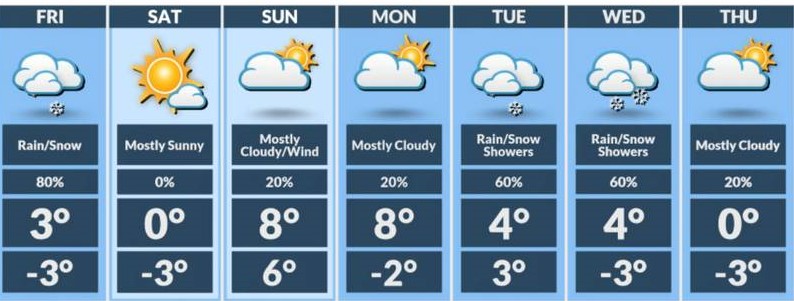 FRI SAT SUN MON TUE WED THU
Rain/Snow Mostly Sunny Mostly Cloudy/Wind Mostly Cloudy Rain/Snow Showers Rain/Snow Showers Mostly Cloudy
80% 0% 20% 20% 60% 60% 20%
3° 0° 8° 8° 4° 4° 0°
-3° -3° 6° -2° 3° -3° -3°